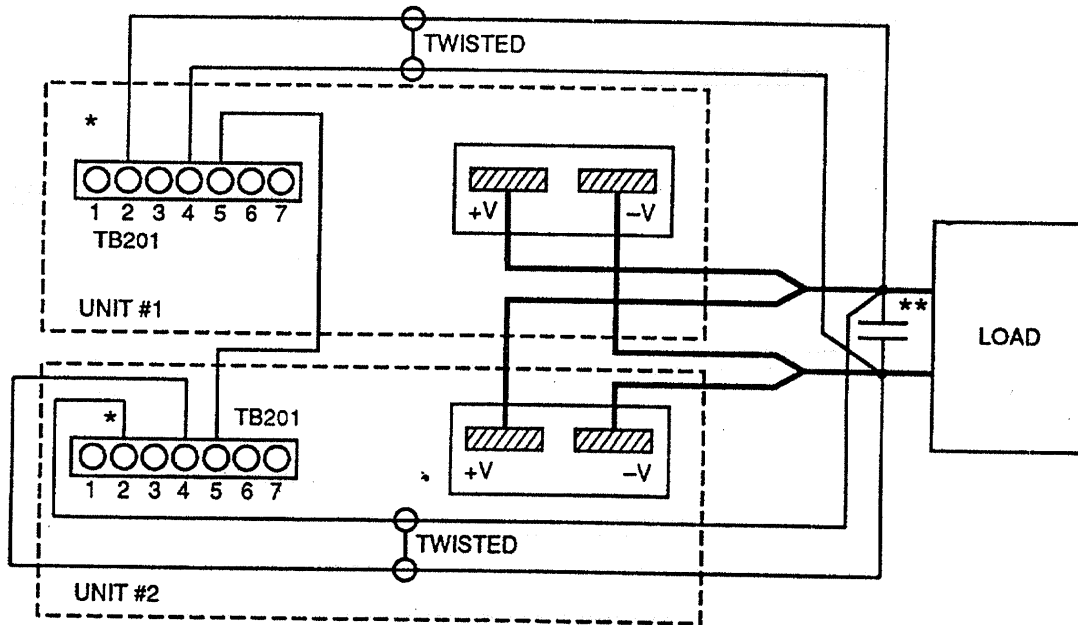 TWISTED
*
1 2 3 4 5 6 7
TB201
+V
–V
UNIT #1
**
LOAD
*
TB201
1 2 3 4 5 6 7
+V
–V
TWISTED
UNIT #2